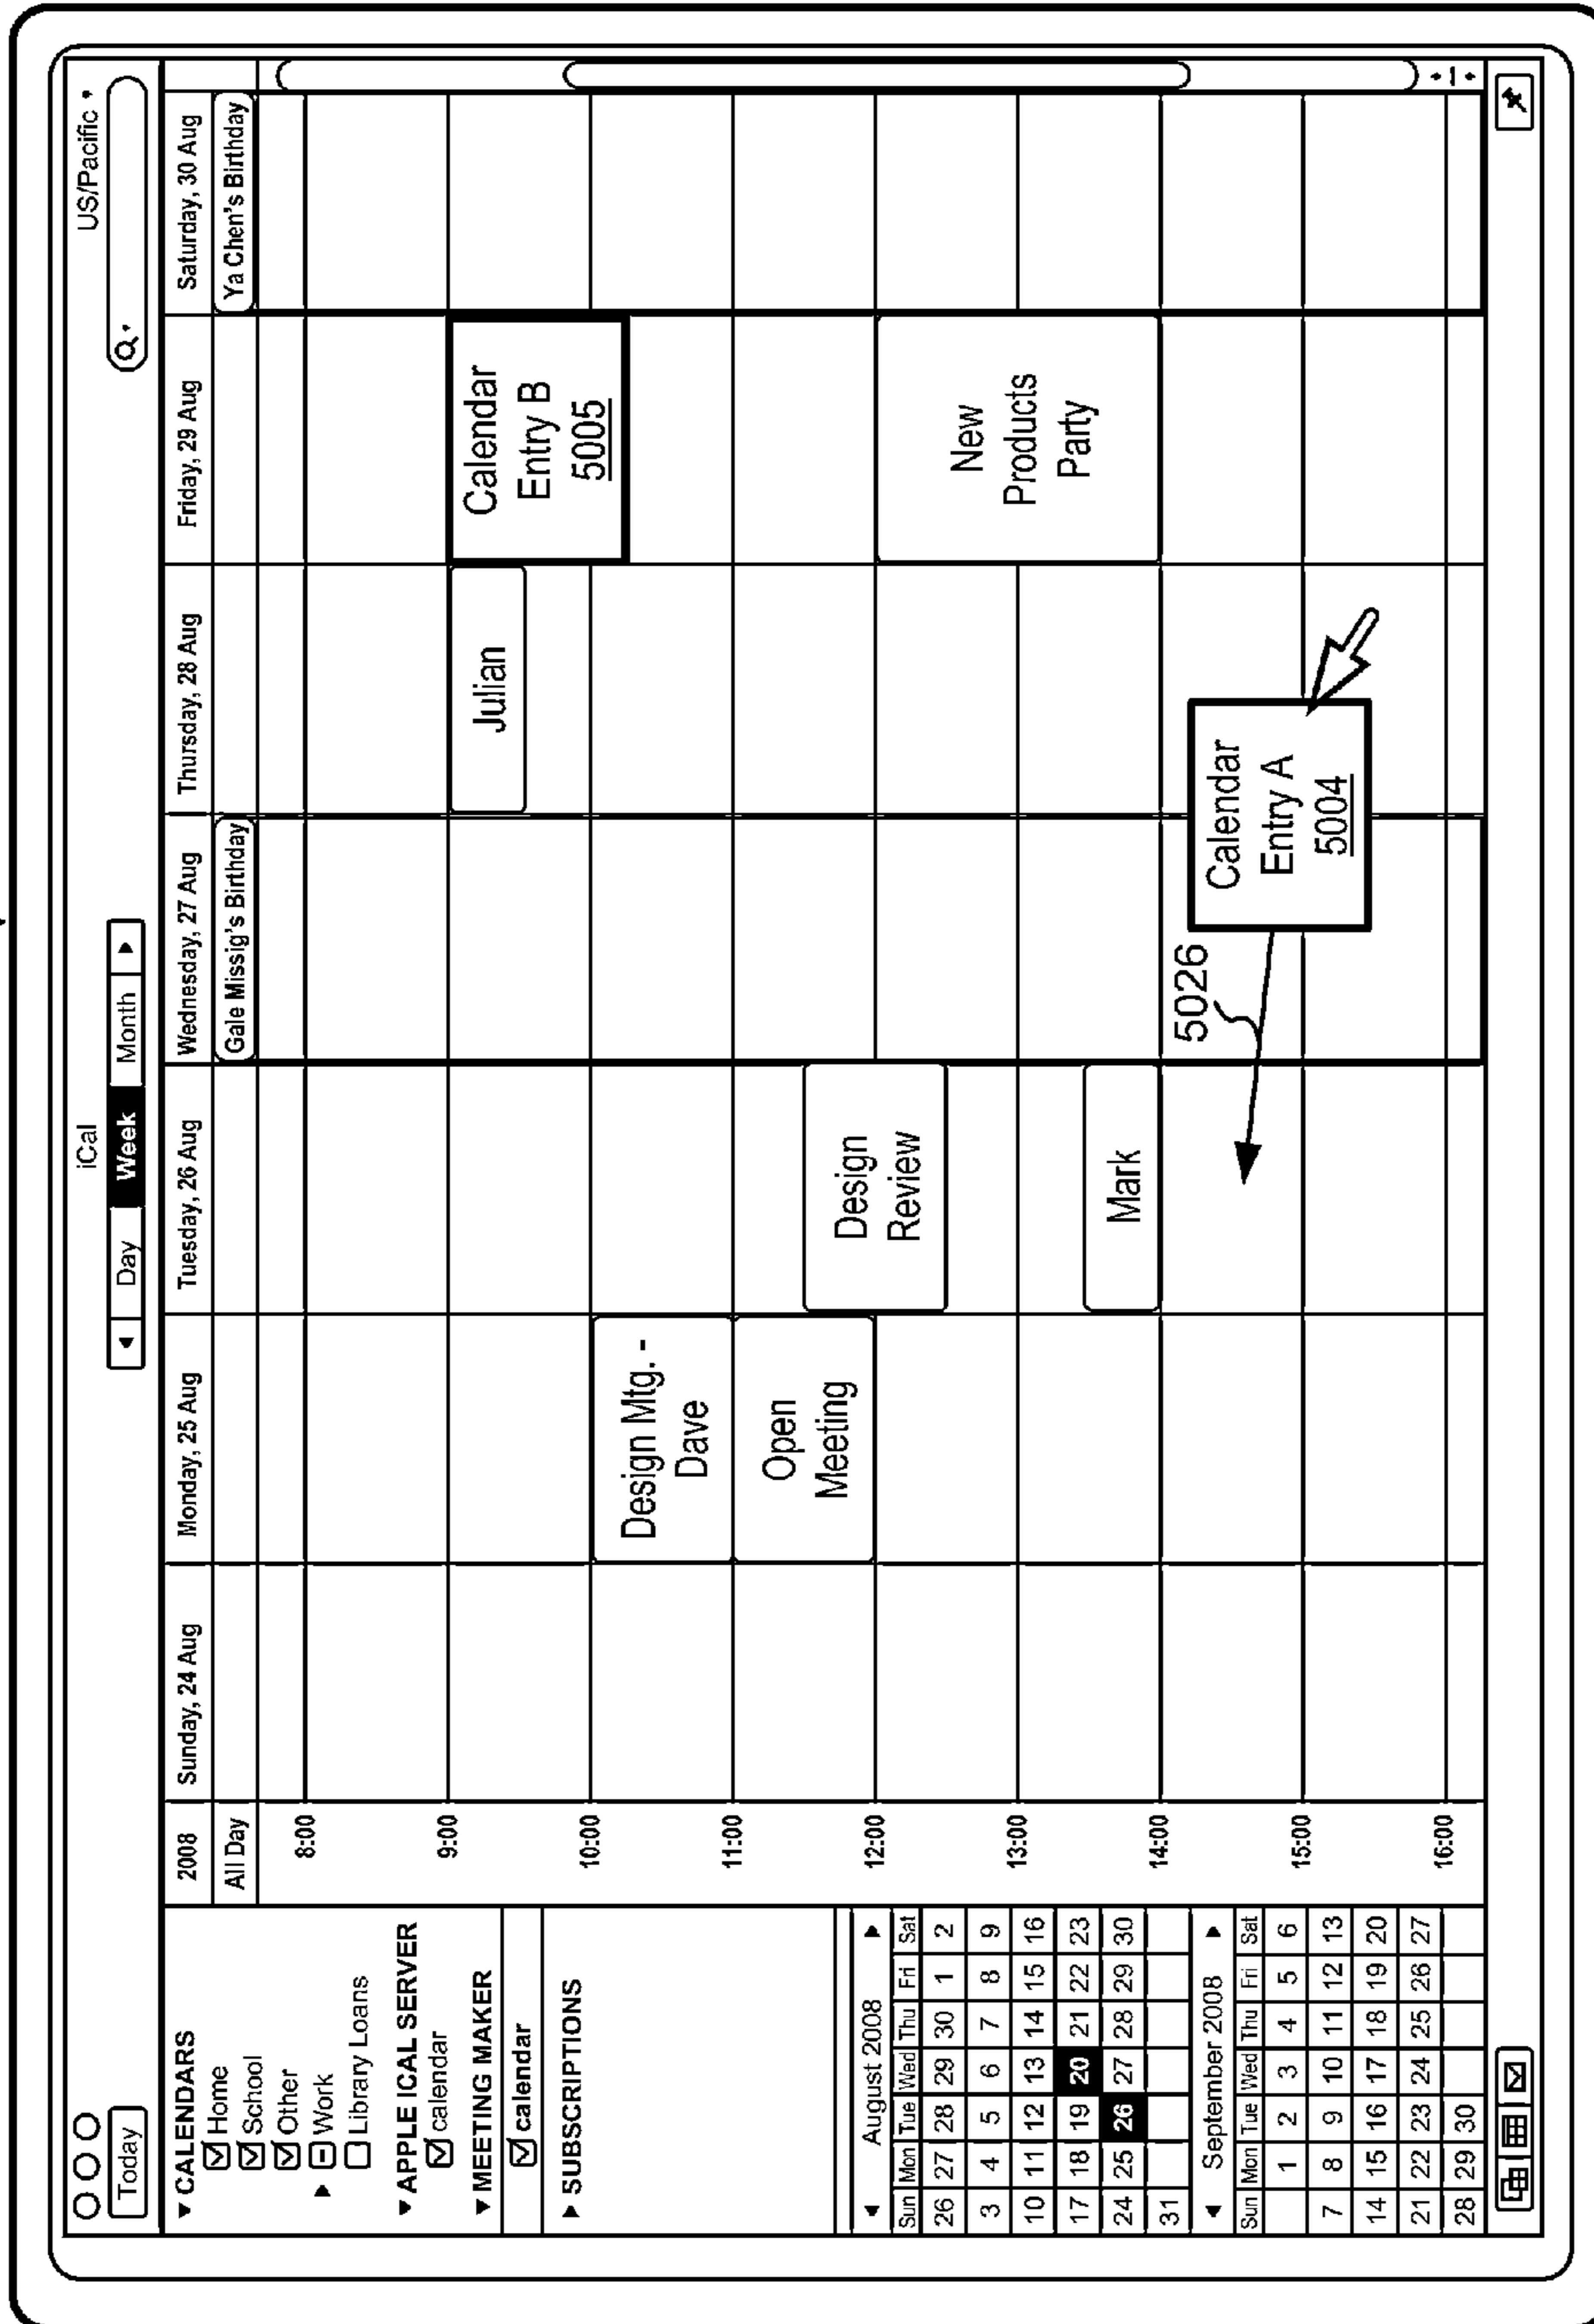 iCal
Today
Day Week Month
US/Pacific
CALENDARS
Home
School
Other
Work
Library Loans
APPLE ICAL SERVER
calendar
MEETING MAKER
calendar
SUBSCRIPTIONS
August 2008
Sun Mon Tue Wed Thu Fri Sat
26 27 28 29 30 1 2
3 4 5 6 7 8 9
10 11 12 13 14 15 16
17 18 19 20 21 22 23
24 25 26 27 28 29 30
31
September 2008
Sun Mon Tue Wed Thu Fri Sat
1 2 3 4 5 6
7 8 9 10 11 12 13
14 15 16 17 18 19 20
21 22 23 24 25 26 27
28 29 30
2008 Sunday, 24 Aug Monday, 25 Aug Tuesday, 26 Aug Wednesday, 27 Aug Thursday, 28 Aug Friday, 29 Aug Saturday, 30 Aug
All Day Gale Missig's Birthday Ya Chen's Birthday
8:00
9:00
10:00
11:00
12:00
13:00
14:00
15:00
16:00
Design Mtg. -
Dave
Open
Meeting
Design
Review
Mark
Julian
Calendar
Entry B
5005
New
Products
Party
5026
Calendar
Entry A
5004